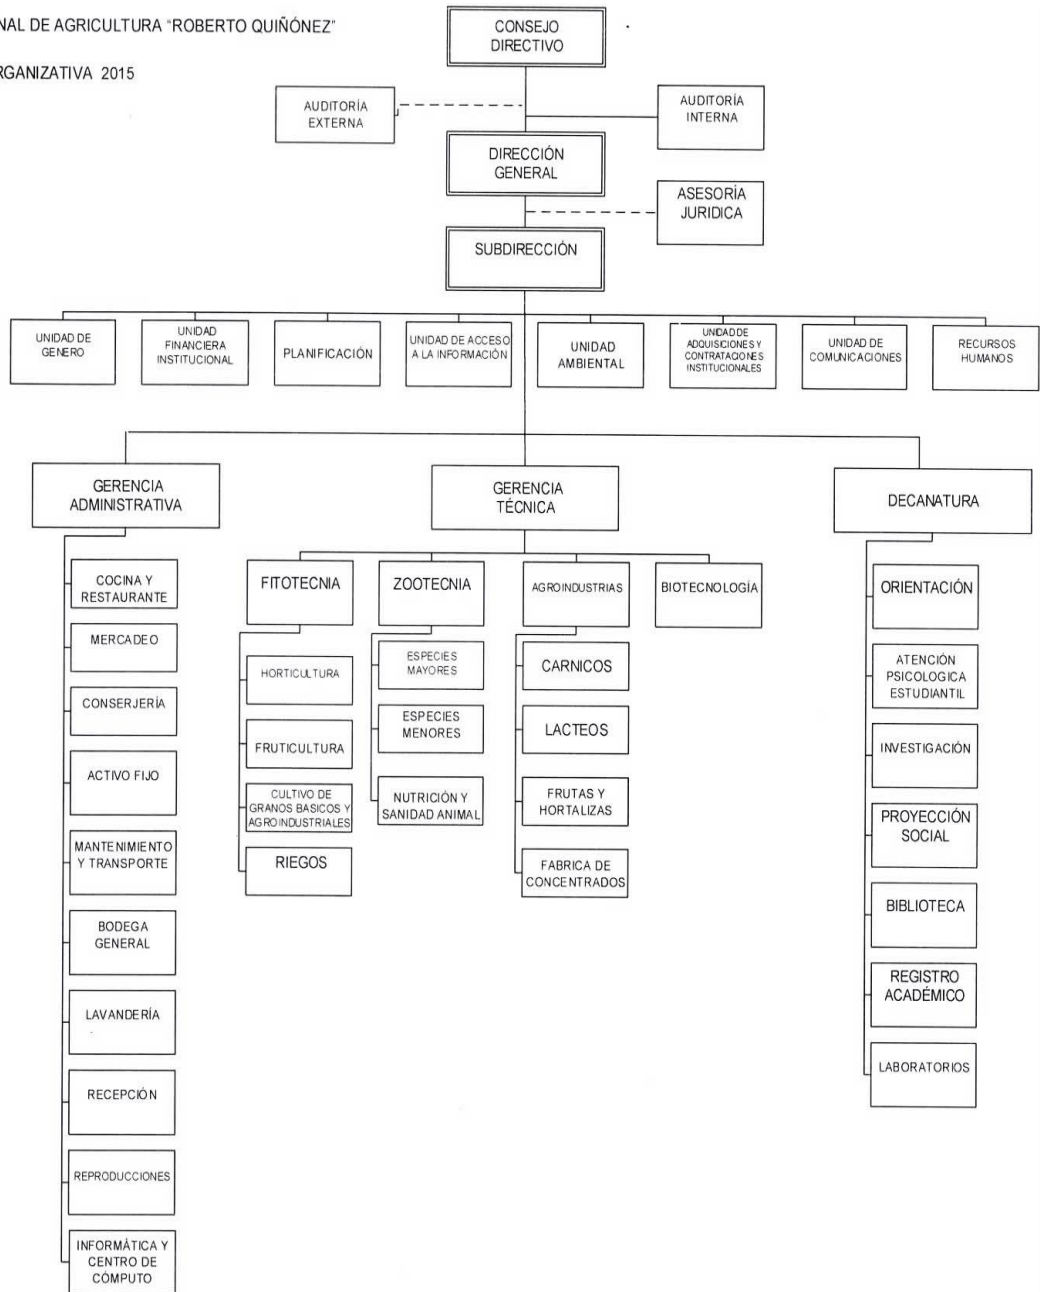 NAL DE AGRICULTURA "ROBERTO QUIÑÓNEZ"
RGANIZATIVA 2015
CONSEJO
DIRECTIVO
AUDITORÍA
EXTERNA
AUDITORÍA
INTERNA
DIRECCIÓN
GENERAL
ASESORÍA
JURIDICA
SUBDIRECCIÓN
UNIDAD DE
GENERO
UNIDAD
FINANCIERA
INSTITUCIONAL
PLANIFICACIÓN
UNIDAD DE ACCESO
A LA INFORMACIÓN
UNIDAD
AMBIENTAL
UNIDAD DE
ADQUISICIONES Y
CONTRATACIONES
INSTITUCIONALES
UNIDAD DE
COMUNICACIONES
RECURSOS
HUMANOS
GERENCIA
ADMINISTRATIVA
GERENCIA
TÉCNICA
DECANATURA
COCINA Y
RESTAURANTE
MERCADEO
CONSERJERÍA
ACTIVO FIJO
MANTENIMIENTO
Y TRANSPORTE
BODEGA
GENERAL
LAVANDERÍA
RECEPCIÓN
REPRODUCCIONES
INFORMÁTICA Y
CENTRO DE
CÓMPUTO
FITOTECNIA
HORTICULTURA
FRUTICULTURA
CULTIVO DE
GRANOS BASICOS Y
AGROINDUSTRIALES
RIEGOS
ZOOTECNIA
ESPECIES
MAYORES
ESPECIES
MENORES
NUTRICIÓN Y
SANIDAD ANIMAL
AGROINDUSTRIAS
CARNICOS
LACTEOS
FRUTAS Y
HORTALIZAS
FABRICA DE
CONCENTRADOS
BIOTECNOLOGÍA
ORIENTACIÓN
ATENCIÓN
PSICOLOGICA
ESTUDIANTIL
INVESTIGACIÓN
PROYECCIÓN
SOCIAL
BIBLIOTECA
REGISTRO
ACADÉMICO
LABORATORIOS